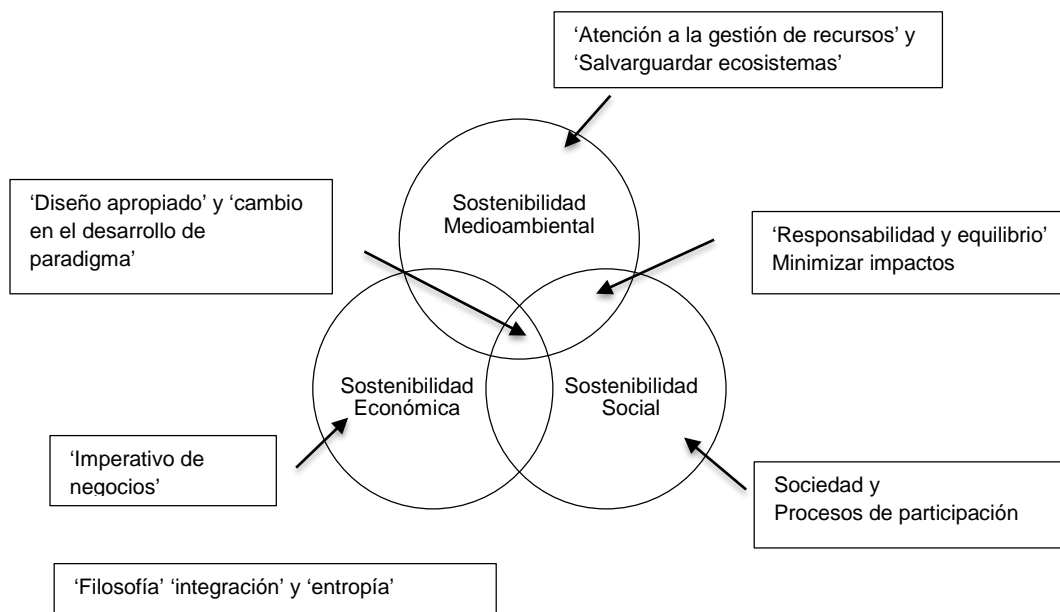 ‘Atención a la gestión de recursos’ y
‘Salvarguardar ecosistemas’
‘Diseño apropiado’ y ‘cambio
en el desarrollo de
paradigma’
Sostenibilidad
Medioambiental
‘Responsabilidad y equilibrio’
Minimizar impactos
Sostenibilidad
Económica
Sostenibilidad
Social
‘Imperativo de
negocios’
Sociedad y
Procesos de participación
‘Filosofía’ ‘integración’ y ‘entropía’